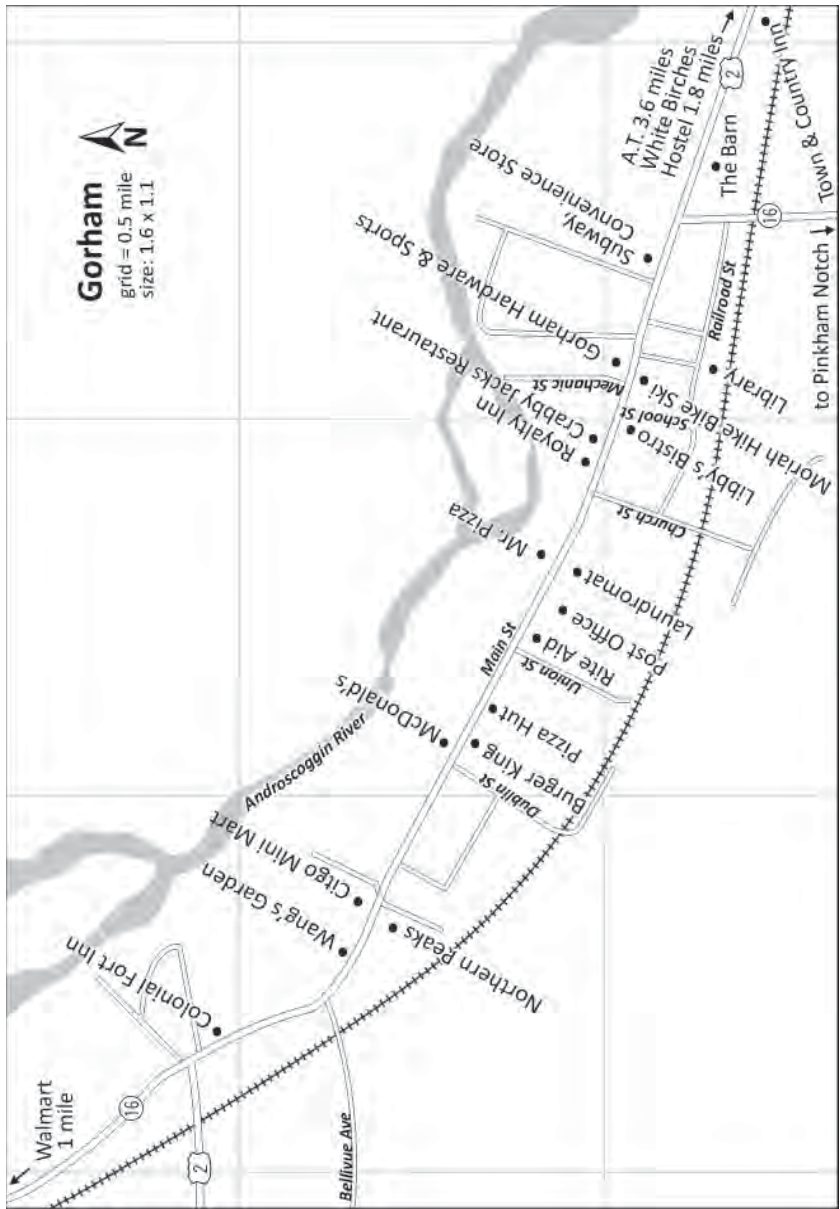 Gorham
grid = 0.5 mile
size: 1.6 x 1.1
N
Walmart
1 mile
16
2
Bellivue Ave
Colonial Fort Inn
Wang's Garden
Citgo Mini Mart
Northern Peaks
Androscoggin River
McDonald's
Main St
Dublin St
Burger King
Pizza Hut
Union St
Rite Aid
Post Office
Laundromat
Mr. Pizza
Church St
Royalty Inn
Crabby Jacks Restaurant
Libby's Bistro
School St
Moriah Hike Bike Ski
Mechanic St
Gorham Hardware & Sports
Library
Railroad St
Subway,
Convenience Store
16
to Pinkham Notch
The Barn
A.T. 3.6 miles
White Birches
Hostel 1.8 miles
2
Town & Country Inn